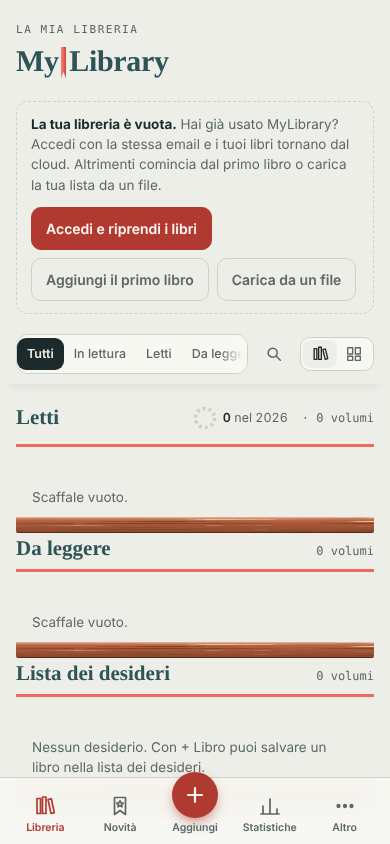 LA MIA LIBRERIA
My Library
La tua libreria è vuota. Hai già usato MyLibrary?
Accedi con la stessa email e i tuoi libri tornano dal
cloud. Altrimenti comincia dal primo libro o carica
la tua lista da un file.
Accedi e riprendi i libri
Aggiungi il primo libro Carica da un file
Tutti In lettura Letti Da legge
Letti 0 nel 2026 · 0 volumi
Scaffale vuoto.
Da leggere 0 volumi
Scaffale vuoto.
Lista dei desideri 0 volumi
Nessun desiderio. Con + Libro puoi salvare un
libro nella lista dei desideri.
Libreria Novità Aggiungi Statistiche Altro